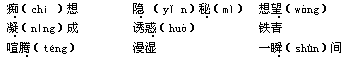 痴(chī)想 隐(yǐn)秘(mì) 想望(wàng)
凝(níng)成 诱惑(huò) 铁青
喧腾(téng) 漫湿 一瞬(shùn)间